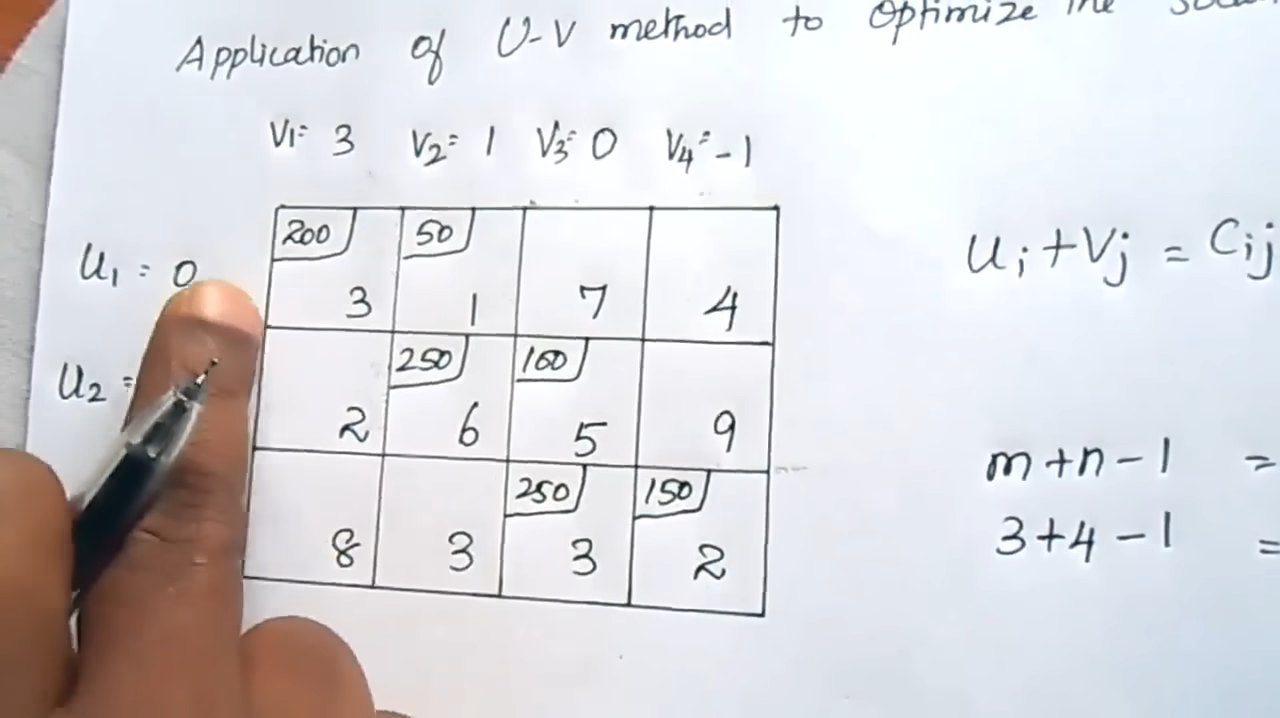 Application of U-V method to Optimize the
V1= 3 V2= 1 V3= 0 V4= -1
U1 = 0
200 50
3 1 7 4
U2 =
250 100
2 6 5 9
250 150
8 3 3 2
Ui+Vj = Cij
m+n-1 =
3+4-1 =